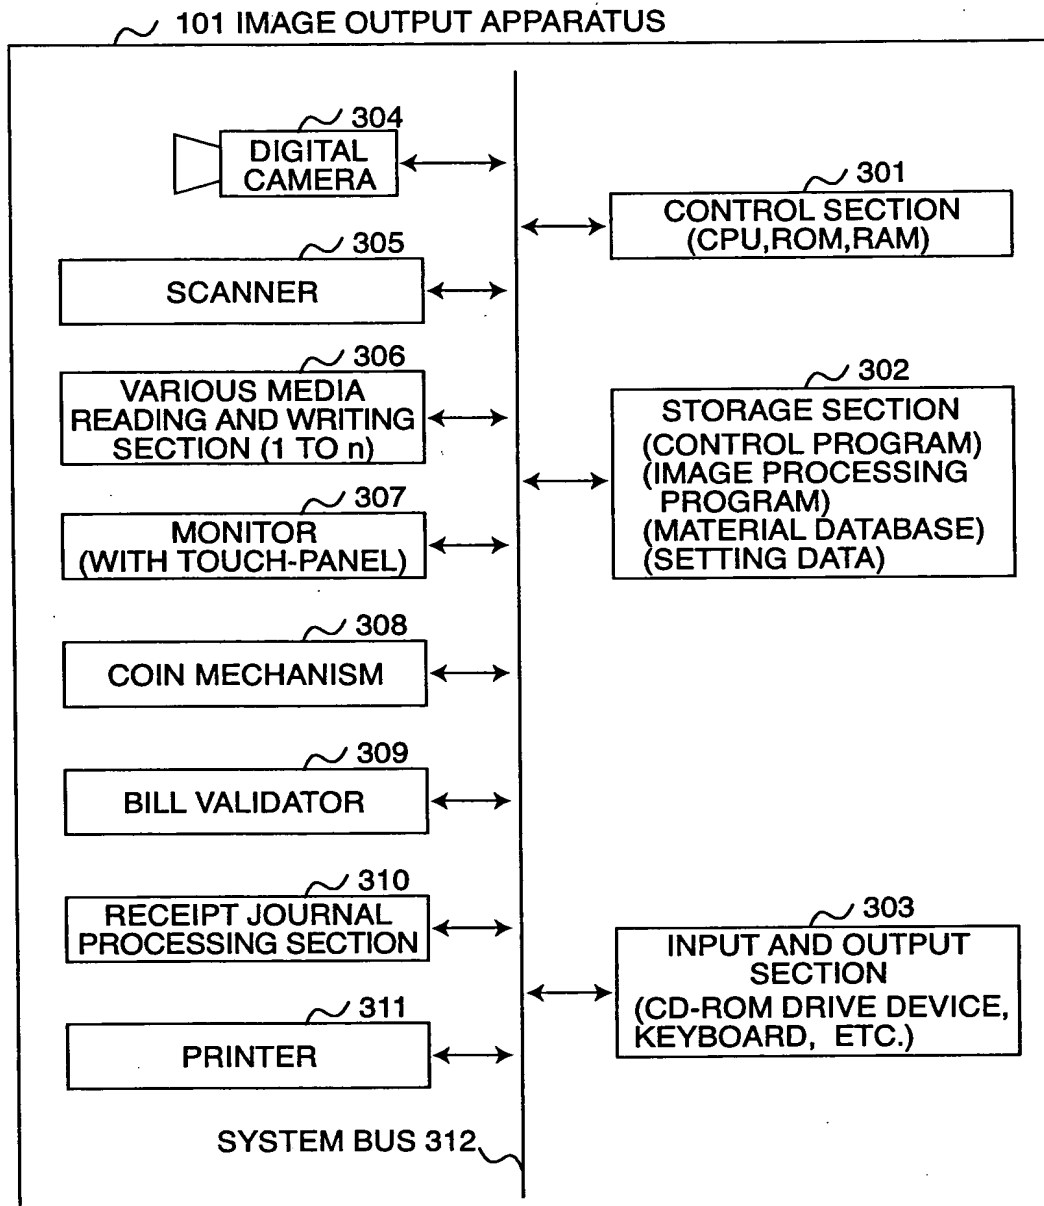 101 IMAGE OUTPUT APPARATUS
304
DIGITAL
CAMERA
301
CONTROL SECTION
(CPU,ROM,RAM)
305
SCANNER
306
VARIOUS MEDIA
READING AND WRITING
SECTION (1 TO n)
302
STORAGE SECTION
(CONTROL PROGRAM)
(IMAGE PROCESSING
PROGRAM)
(MATERIAL DATABASE)
(SETTING DATA)
307
MONITOR
(WITH TOUCH-PANEL)
308
COIN MECHANISM
309
BILL VALIDATOR
310
RECEIPT JOURNAL
PROCESSING SECTION
303
INPUT AND OUTPUT
SECTION
(CD-ROM DRIVE DEVICE,
KEYBOARD, ETC.)
311
PRINTER
SYSTEM BUS 312